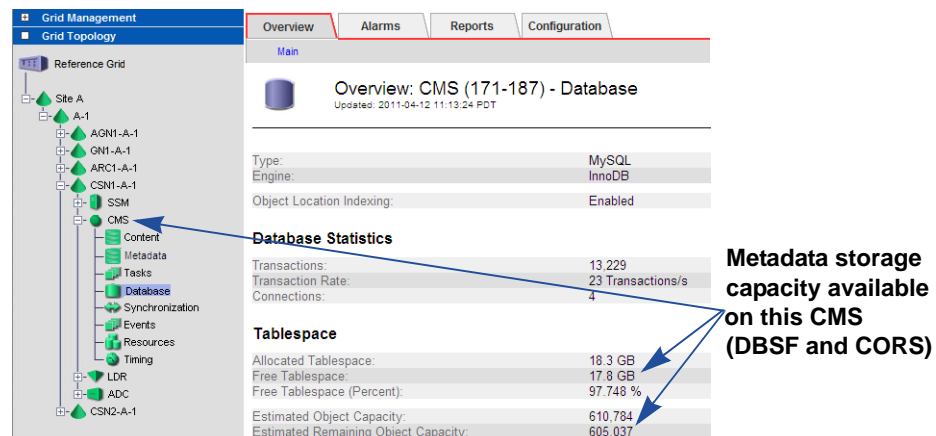 Grid Management
Grid Topology
Reference Grid
Site A
A-1
AGN1-A-1
GN1-A-1
ARC1-A-1
CSN1-A-1
SSM
CMS
Content
Metadata
Tasks
Database
Synchronization
Events
Resources
Timing
LDR
ADC
CSN2-A-1
Overview
Alarms
Reports
Configuration
Main
Overview: CMS (171-187) - Database
Updated: 2011-04-12 11:13:24 PDT
Type: MySQL
Engine: InnoDB
Object Location Indexing: Enabled
Database Statistics
Transactions: 13,229
Transaction Rate: 23 Transactions/s
Connections: 4
Tablespace
Allocated Tablespace: 18.3 GB
Free Tablespace: 17.8 GB
Free Tablespace (Percent): 97.748 %
Estimated Object Capacity: 610,784
Estimated Remaining Object Capacity: 605,037
Metadata storage
capacity available
on this CMS
(DBSF and CORS)